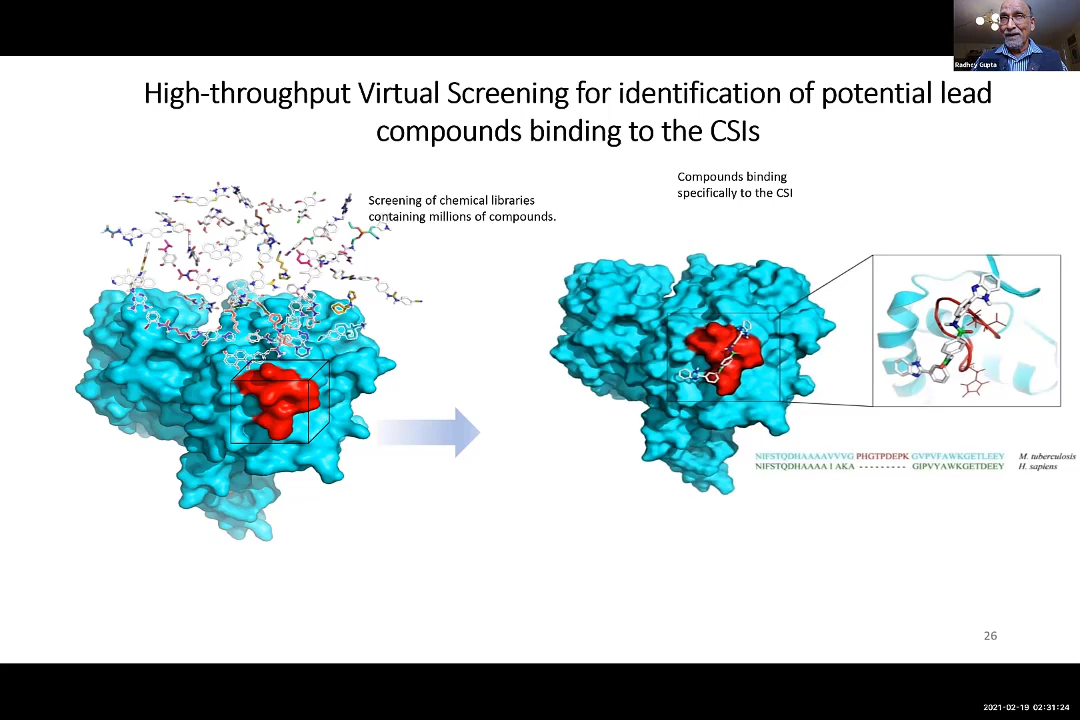 Radhey Gupta
High-throughput Virtual Screening for identification of potential lead
compounds binding to the CSIs
Screening of chemical libraries
containing millions of compounds.
Compounds binding
specifically to the CSI
NIFSTQDHAAAAVVVG PHGTPDEPK GVPVFAWKGETLEEY M. tuberculosis
NIFSTQDHAAAA I AKA - - - - - - - - - GIPVYAWKGETDEEY H. sapiens
26
2021-02-19 02:31:24